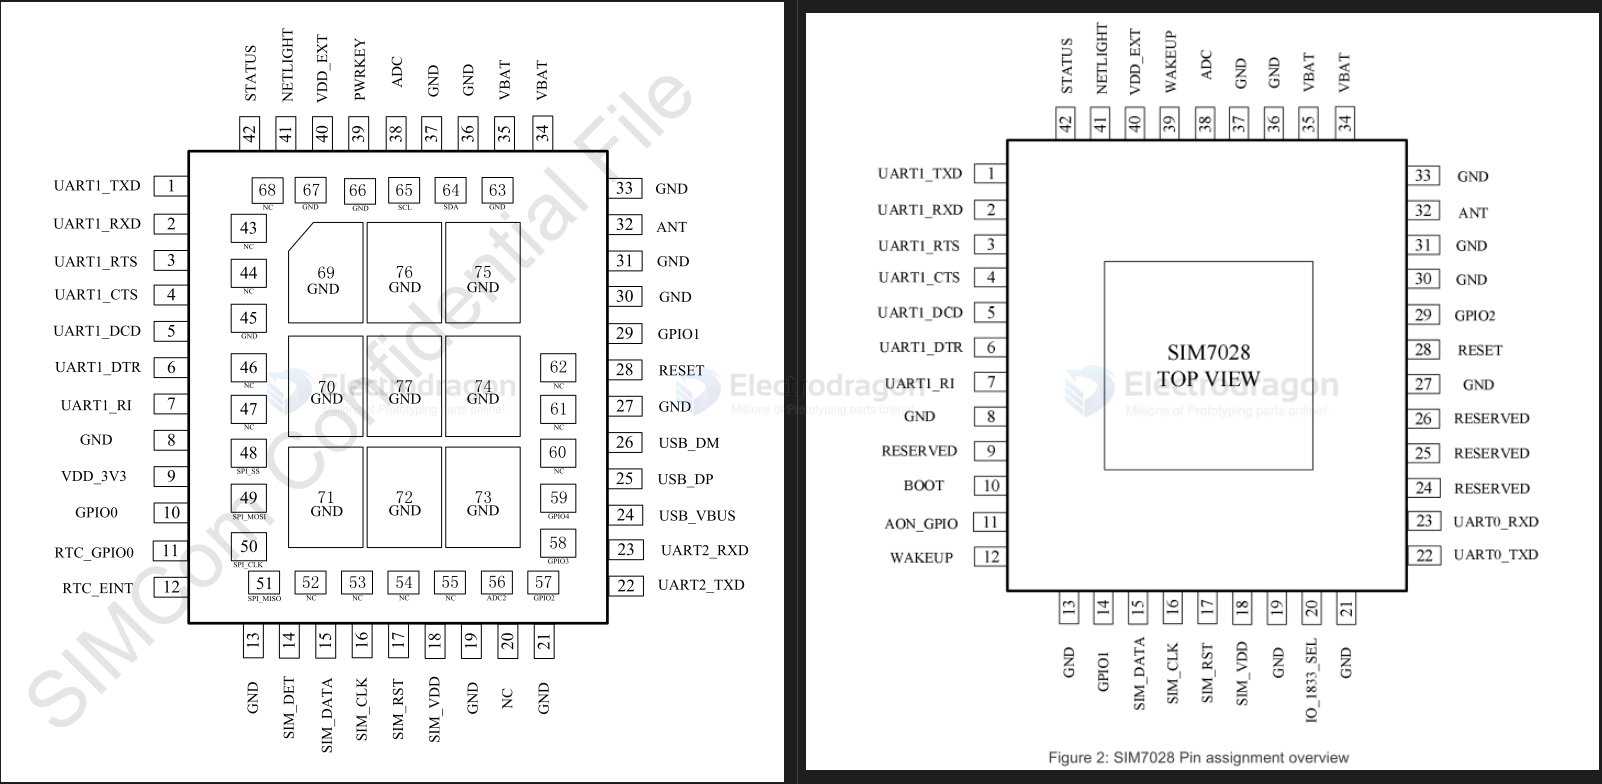 STATUS
NETLIGHT
VDD_EXT
PWRKEY
ADC
GND
GND
VBAT
VBAT
42
41
40
39
38
37
36
35
34
UART1_TXD 1
UART1_RXD 2
UART1_RTS 3
UART1_CTS 4
UART1_DCD 5
UART1_DTR 6
UART1_RI 7
GND 8
VDD_3V3 9
GPIO0 10
RTC_GPIO0 11
RTC_EINT 12
68
NC
67
GND
66
GND
65
SCL
64
SDA
63
GND
43
NC
44
NC
45
GND
46
NC
47
NC
48
SPI_SS
49
SPI_MOSI
50
SPI_CLK
69
GND
76
GND
75
GND
70
GND
77
GND
74
GND
71
GND
72
GND
73
GND
62
NC
61
NC
60
NC
59
GPIO4
58
GPIO3
51
SPI_MISO
52
NC
53
NC
54
NC
55
NC
56
ADC2
57
GPIO2
33 GND
32 ANT
31 GND
30 GND
29 GPIO1
28 RESET
27 GND
26 USB_DM
25 USB_DP
24 USB_VBUS
23 UART2_RXD
22 UART2_TXD
13
14
15
16
17
18
19
20
21
GND
SIM_DET
SIM_DATA
SIM_CLK
SIM_RST
SIM_VDD
GND
NC
GND
SIMCom Confidential File
Electrodragon
Millions of Prototyping parts online!
Electrodragon
Millions of Prototyping parts online!
STATUS
NETLIGHT
VDD_EXT
WAKEUP
ADC
GND
GND
VBAT
VBAT
42
41
40
39
38
37
36
35
34
UART1_TXD 1
UART1_RXD 2
UART1_RTS 3
UART1_CTS 4
UART1_DCD 5
UART1_DTR 6
UART1_RI 7
GND 8
RESERVED 9
BOOT 10
AON_GPIO 11
WAKEUP 12
SIM7028
TOP VIEW
Electrodragon
Millions of Prototyping parts online!
33 GND
32 ANT
31 GND
30 GND
29 GPIO2
28 RESET
27 GND
26 RESERVED
25 RESERVED
24 RESERVED
23 UART0_RXD
22 UART0_TXD
13
14
15
16
17
18
19
20
21
GND
GPIO1
SIM_DATA
SIM_CLK
SIM_RST
SIM_VDD
GND
IO_1833_SEL
GND
Figure 2: SIM7028 Pin assignment overview